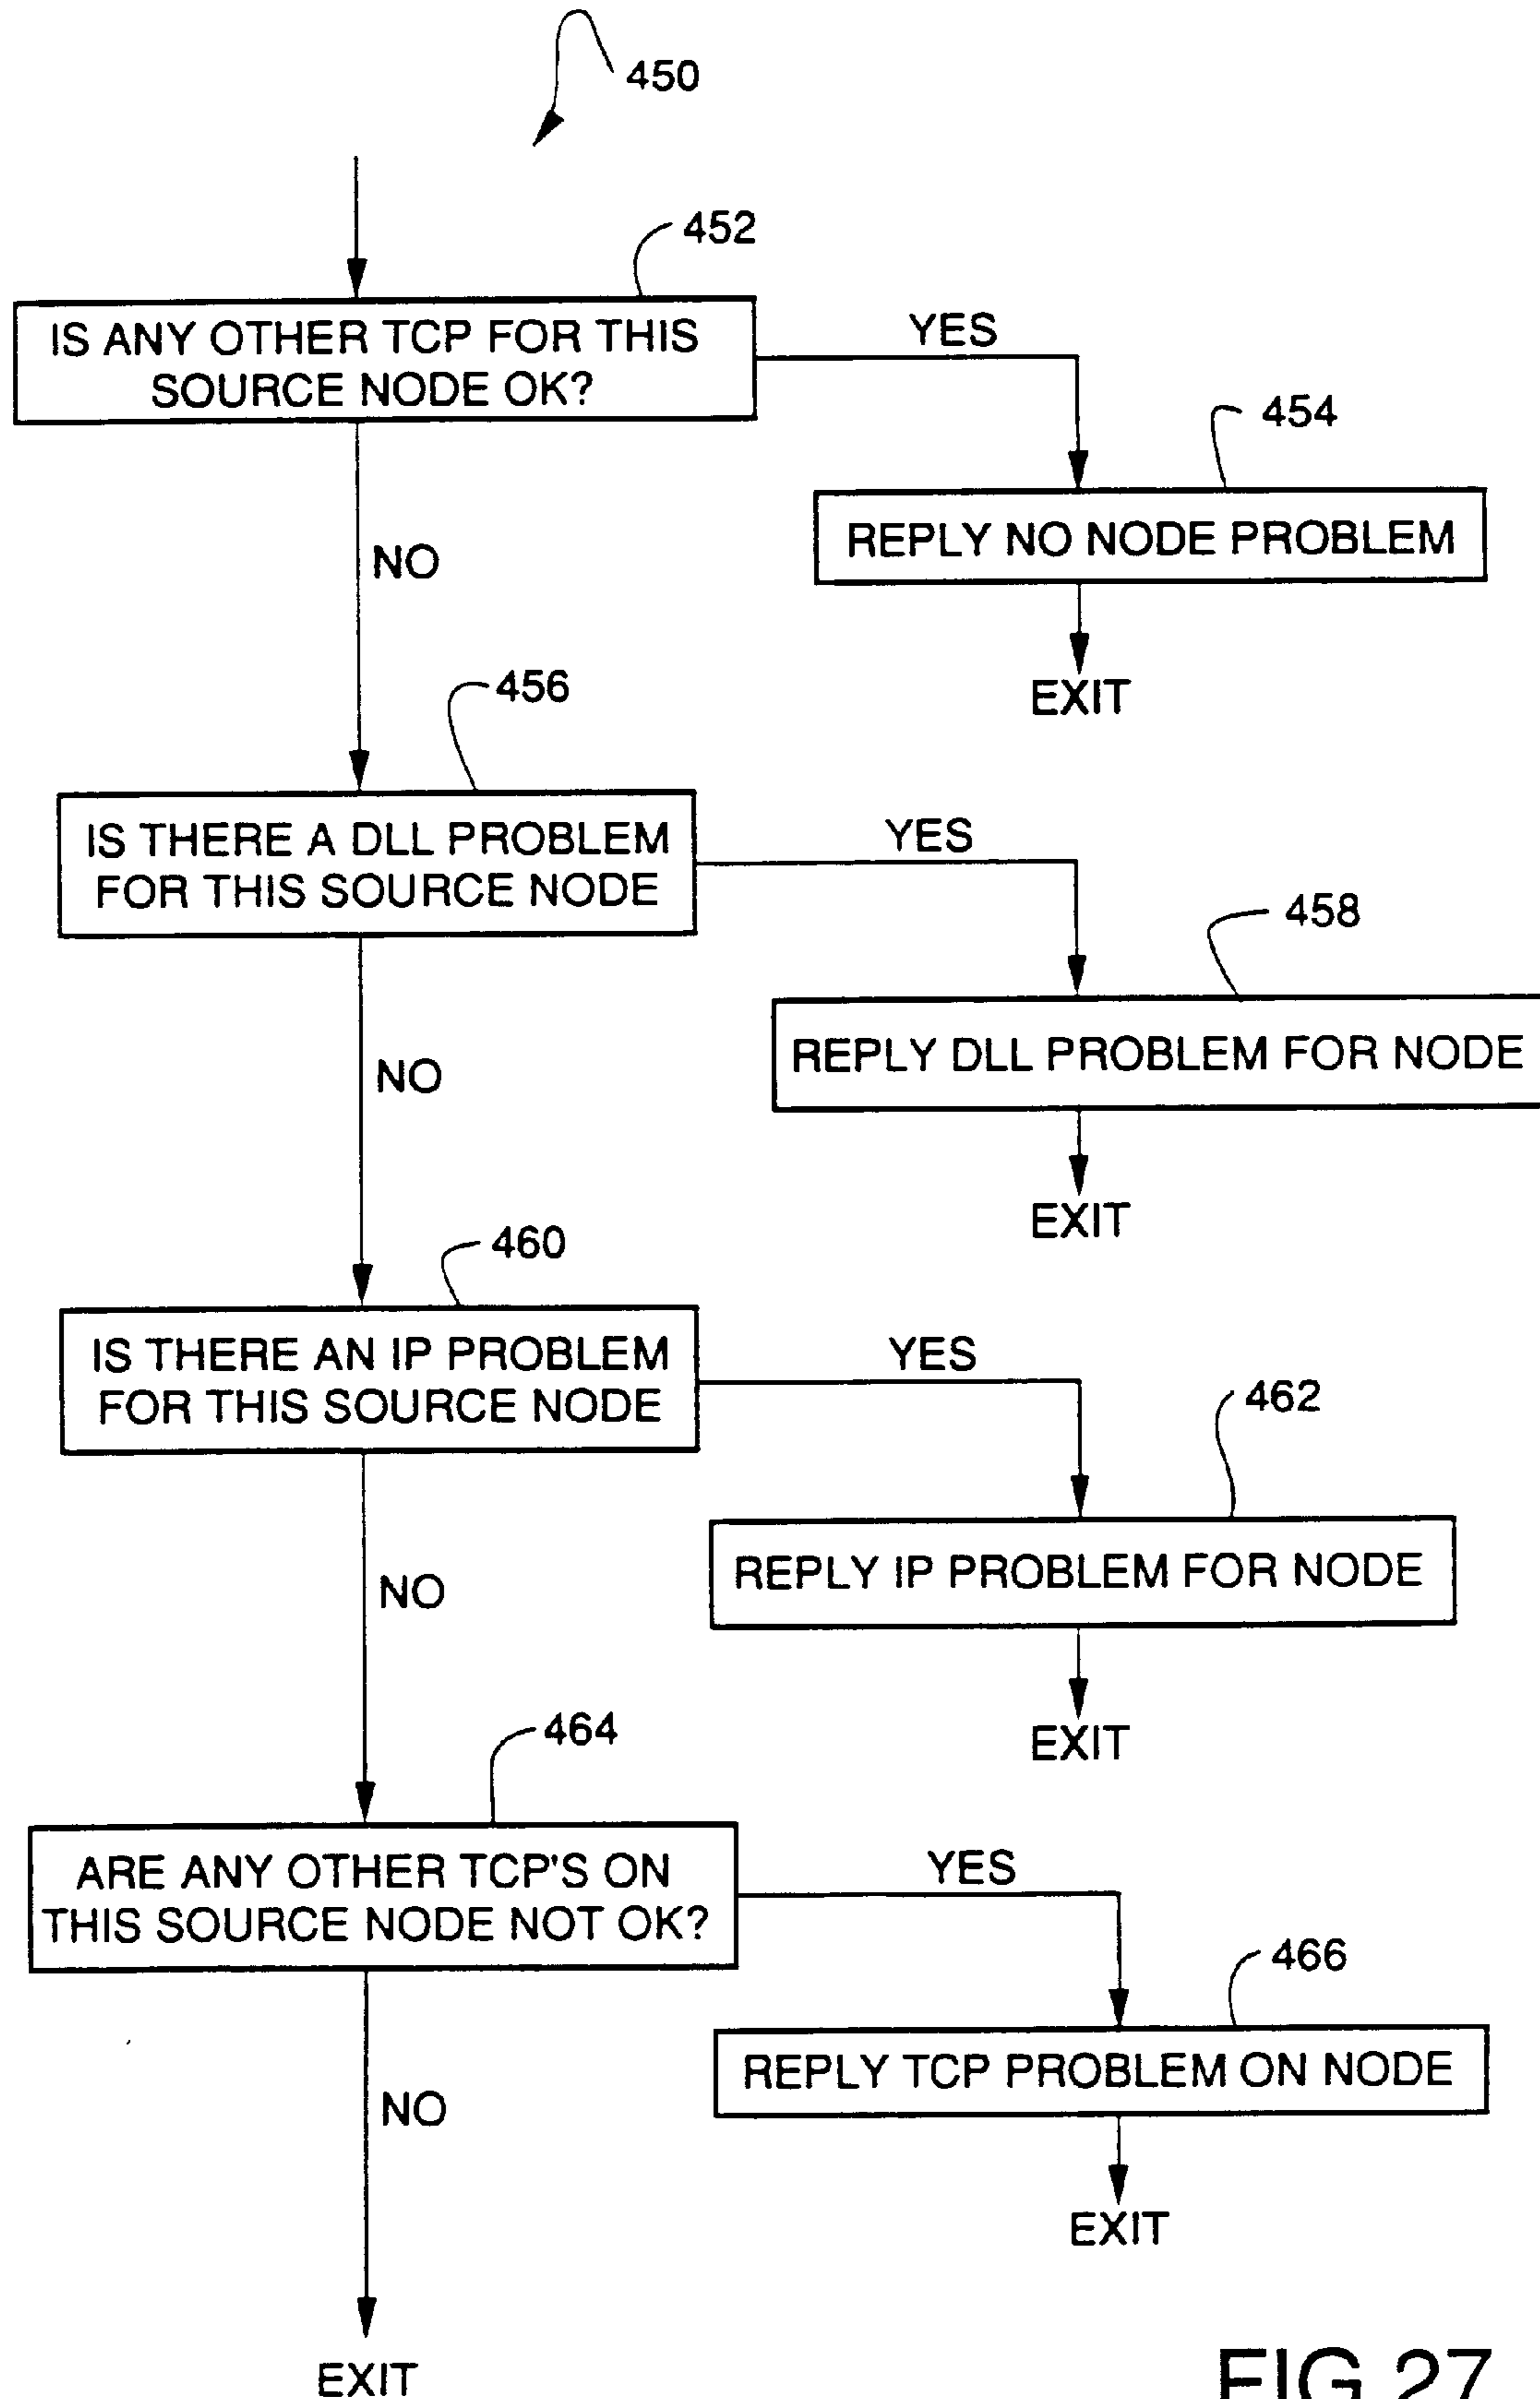 450
452
IS ANY OTHER TCP FOR THIS
SOURCE NODE OK?
YES
454
REPLY NO NODE PROBLEM
NO
EXIT
456
IS THERE A DLL PROBLEM
FOR THIS SOURCE NODE
YES
458
REPLY DLL PROBLEM FOR NODE
NO
EXIT
460
IS THERE AN IP PROBLEM
FOR THIS SOURCE NODE
YES
462
REPLY IP PROBLEM FOR NODE
NO
EXIT
464
ARE ANY OTHER TCP'S ON
THIS SOURCE NODE NOT OK?
YES
466
REPLY TCP PROBLEM ON NODE
NO
EXIT
EXIT
FIG.27